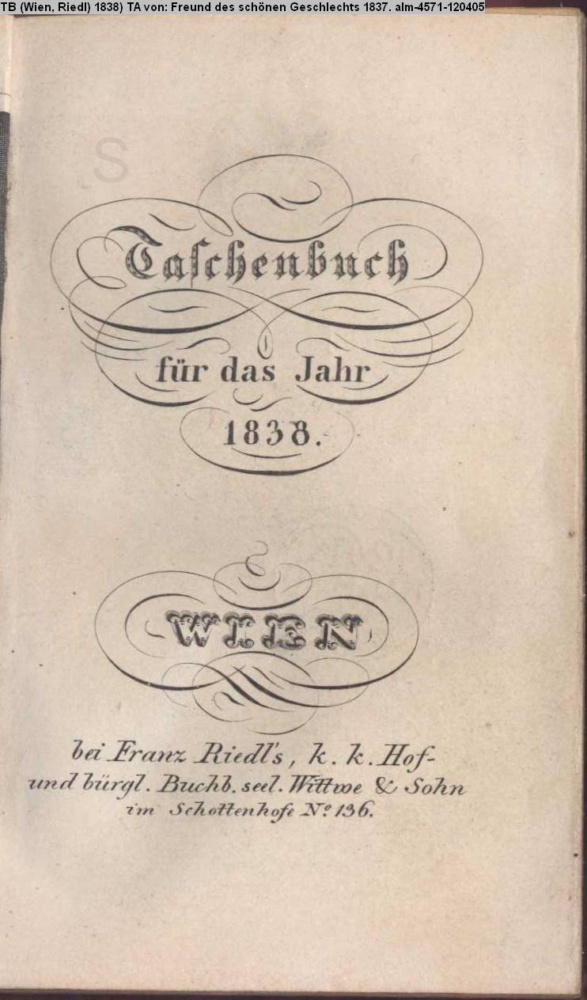 TB (Wien, Riedl) 1838) TA von: Freund des schönen Geschlechts 1837. alm-4571-120405
Taſchenbuch
für das Jahr
1838.
WIEN
bei Franz Riedl's, k. k. Hof-
und bürgl. Buchb. seel. Wittwe & Sohn
im Schottenhofe Nº 136.